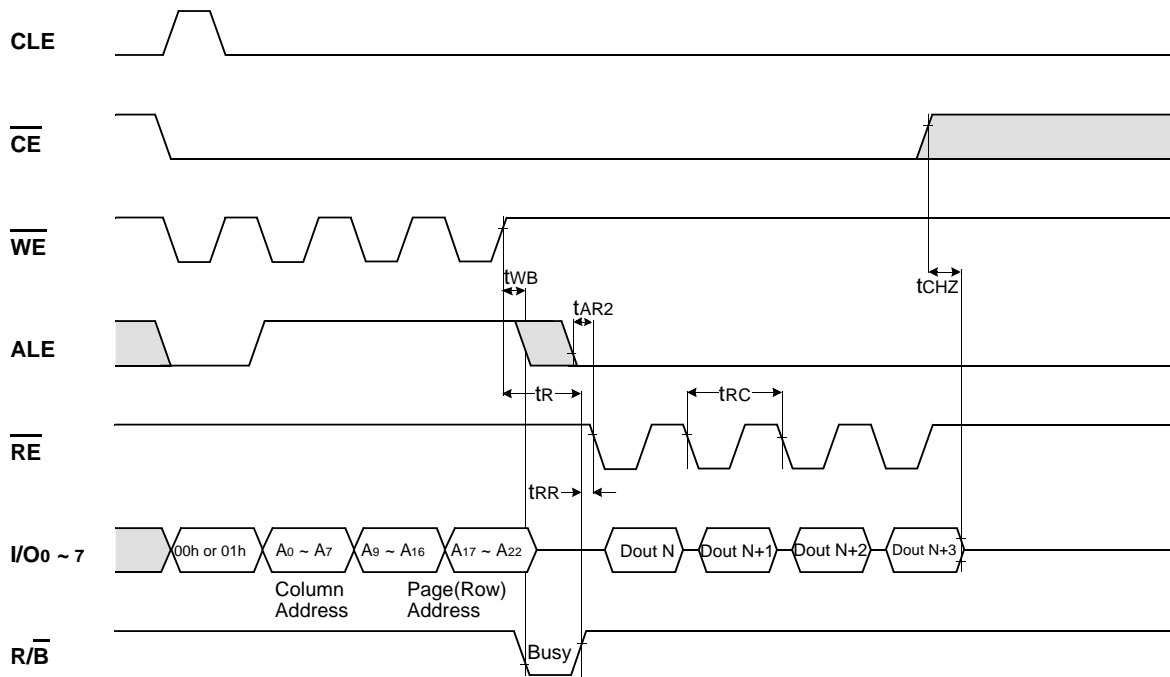 CLE
CE
WE
tWB
tCHZ
tAR2
ALE
tR
tRC
RE
tRR
I/O0 ~ 7
00h or 01h
A0 ~ A7
A9 ~ A16
A17 ~ A22
Dout N
Dout N+1
Dout N+2
Dout N+3
Column
Address
Page(Row)
Address
R/B
Busy